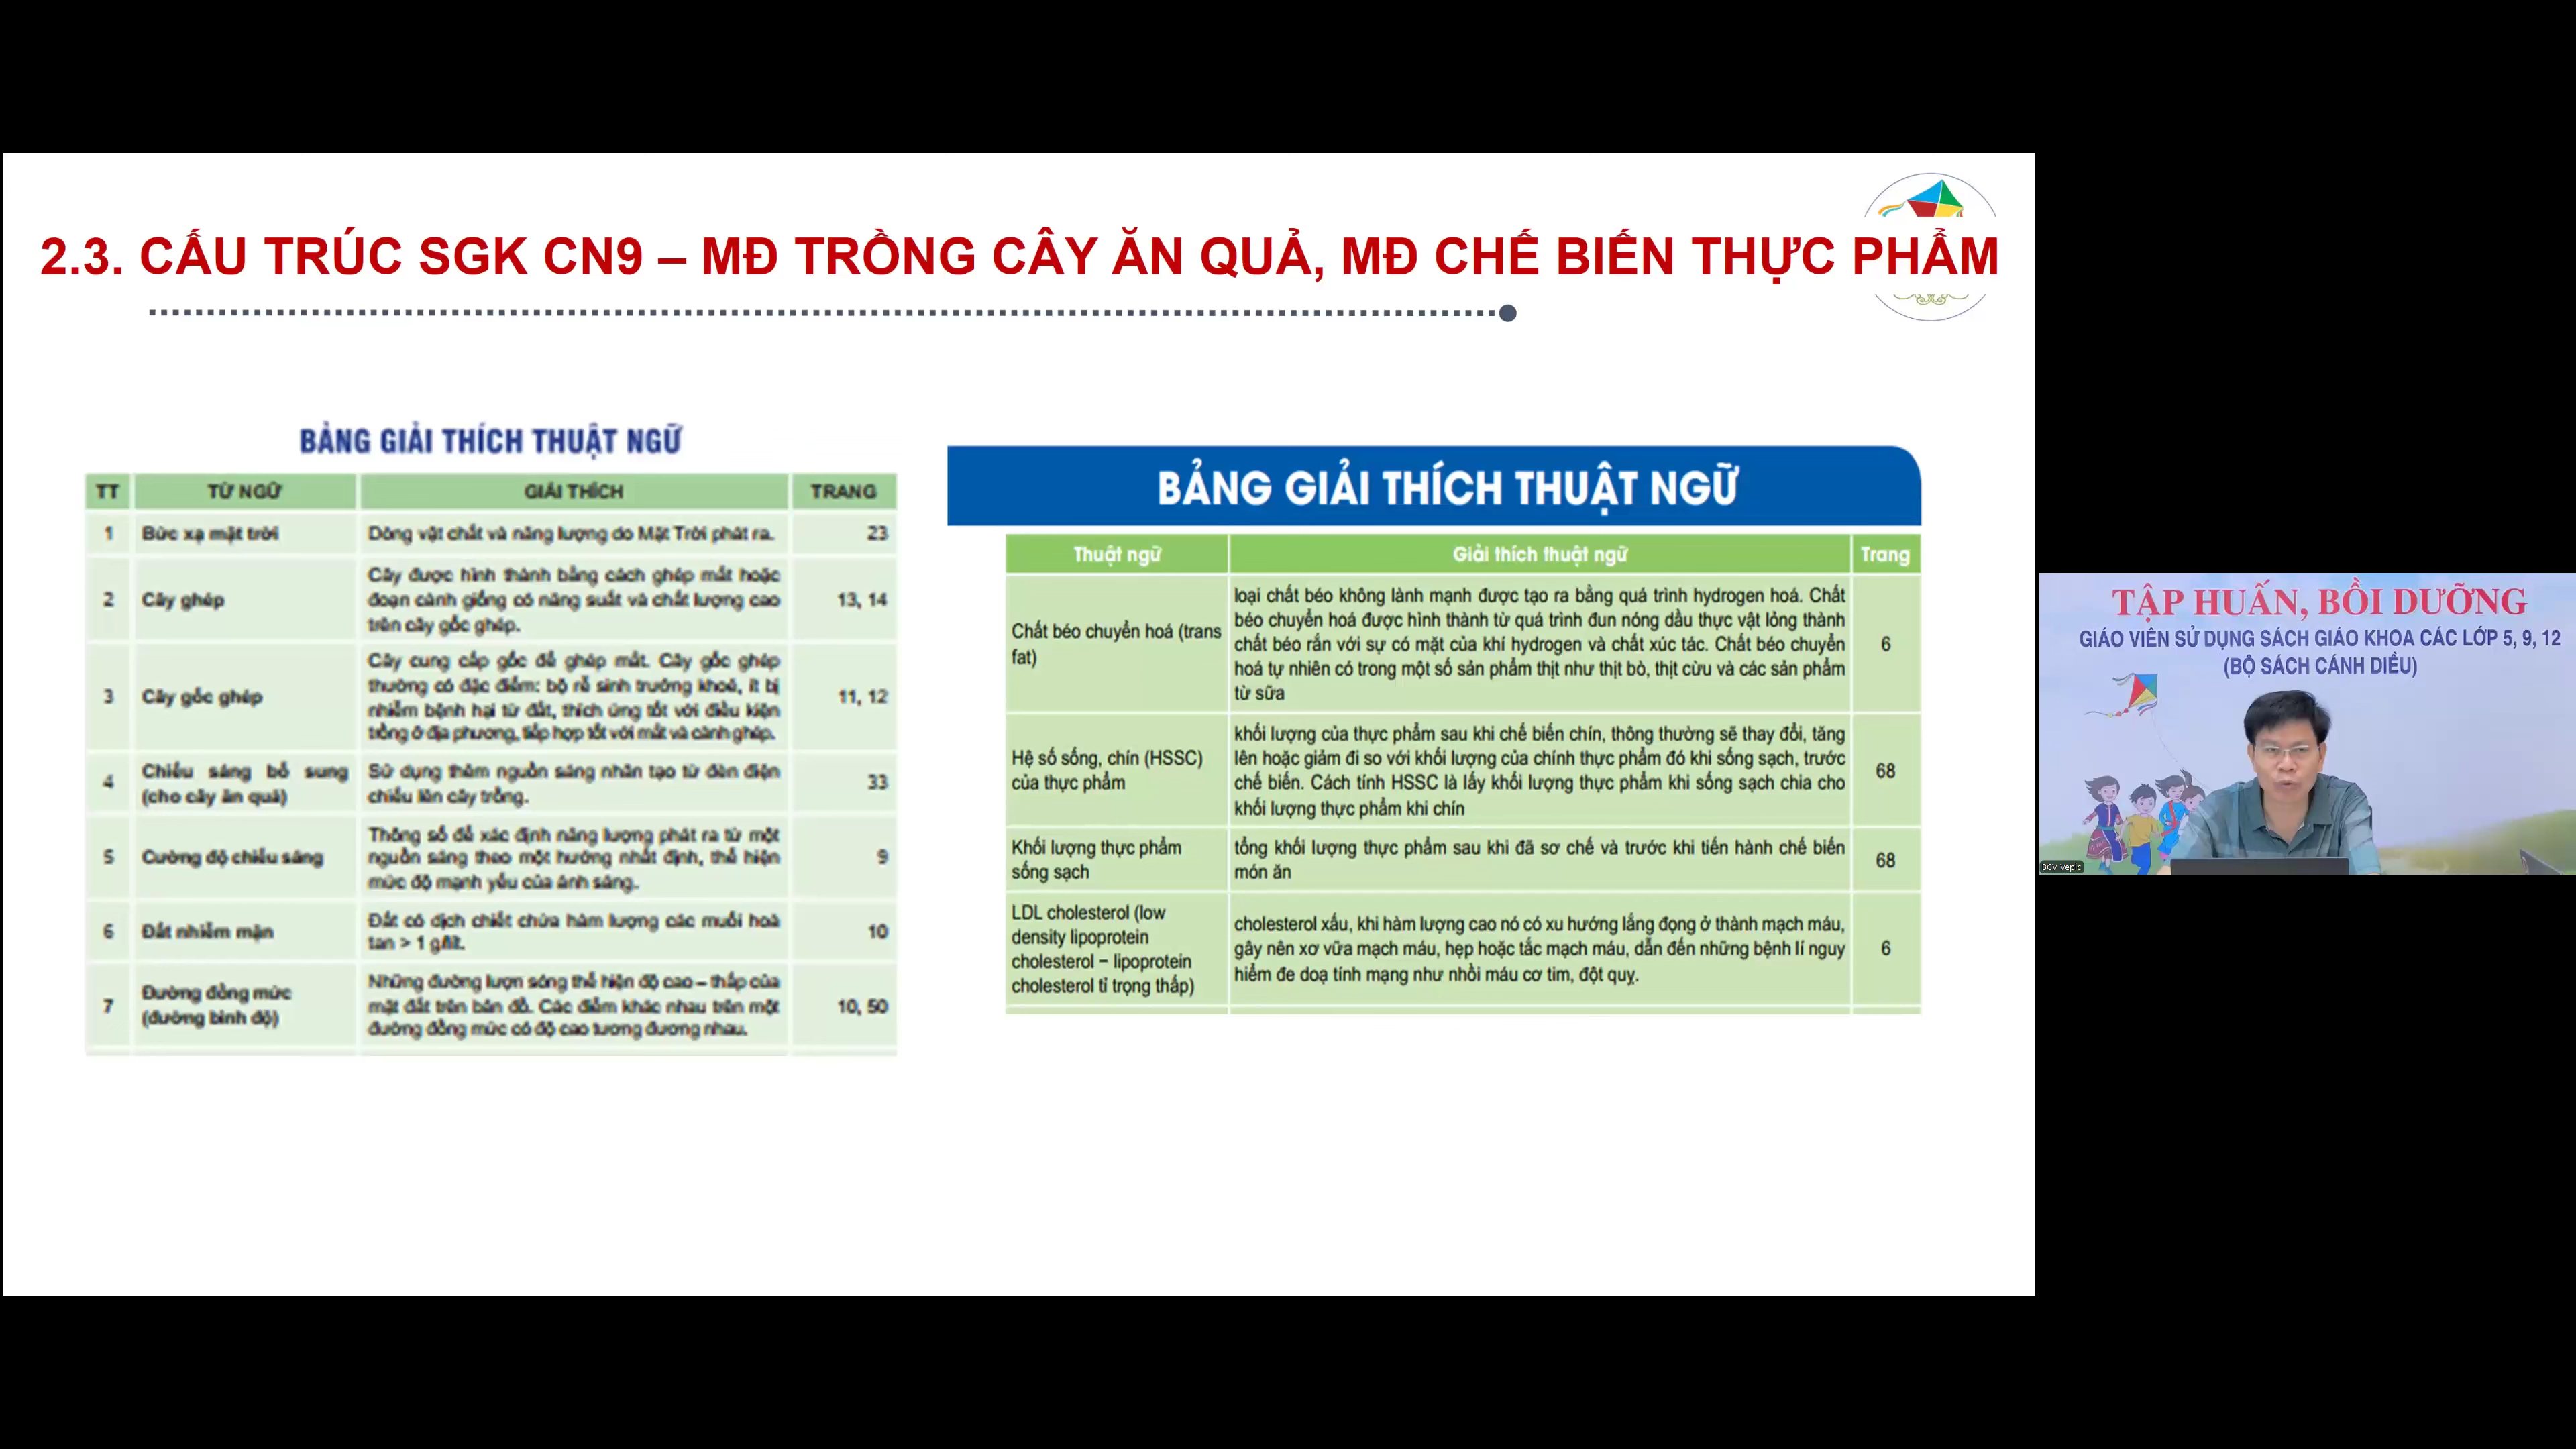 2.3. CẤU TRÚC SGK CN9 – MĐ TRỒNG CÂY ĂN QUẢ, MĐ CHẾ BIẾN THỰC PHẨM
BẢNG GIẢI THÍCH THUẬT NGỮ
TT TỪ NGỮ GIẢI THÍCH TRANG
1 Bức xạ mặt trời Dòng vật chất và năng lượng do Mặt Trời phát ra. 23
2 Cây ghép Cây được hình thành bằng cách ghép mắt hoặc
đoạn cành giống có năng suất và chất lượng cao
trên cây gốc ghép.
13, 14
3 Cây gốc ghép Cây cung cấp gốc để ghép mắt. Cây gốc ghép
thường có đặc điểm: bộ rễ sinh trưởng khoẻ, ít bị
nhiễm bệnh hại từ đất, thích ứng tốt với điều kiện
trồng ở địa phương, tiếp hợp tốt với mắt và cành ghép.
11, 12
4 Chiếu sáng bổ sung
(cho cây ăn quả)
Sử dụng thêm nguồn sáng nhân tạo từ đèn điện
chiếu lên cây trồng.
33
5 Cường độ chiếu sáng Thông số để xác định năng lượng phát ra từ một
nguồn sáng theo một hướng nhất định, thể hiện
mức độ mạnh yếu của ánh sáng.
9
6 Đất nhiễm mặn Đất có dịch chiết chứa hàm lượng các muối hoà
tan > 1 g/lít.
10
7 Đường đồng mức
(đường bình độ)
Những đường lượn sóng thể hiện độ cao – thấp của
mặt đất trên bản đồ. Các điểm khác nhau trên một
đường đồng mức có độ cao tương đương nhau.
10, 50
BẢNG GIẢI THÍCH THUẬT NGỮ
Thuật ngữ Giải thích thuật ngữ Trang
Chất béo chuyển hoá (trans
fat)
loại chất béo không lành mạnh được tạo ra bằng quá trình hydrogen hoá. Chất
béo chuyển hoá được hình thành từ quá trình đun nóng dầu thực vật lỏng thành
chất béo rắn với sự có mặt của khí hydrogen và chất xúc tác. Chất béo chuyển
hoá tự nhiên có trong một số sản phẩm thịt như thịt bò, thịt cừu và các sản phẩm
từ sữa
6
Hệ số sống, chín (HSSC)
của thực phẩm
khối lượng của thực phẩm sau khi chế biến chín, thông thường sẽ thay đổi, tăng
lên hoặc giảm đi so với khối lượng của chính thực phẩm đó khi sống sạch, trước
chế biến. Cách tính HSSC là lấy khối lượng thực phẩm khi sống sạch chia cho
khối lượng thực phẩm khi chín
68
Khối lượng thực phẩm
sống sạch
tổng khối lượng thực phẩm sau khi đã sơ chế và trước khi tiến hành chế biến
món ăn
68
LDL cholesterol (low
density lipoprotein
cholesterol – lipoprotein
cholesterol tỉ trọng thấp)
cholesterol xấu, khi hàm lượng cao nó có xu hướng lắng đọng ở thành mạch máu,
gây nên xơ vữa mạch máu, hẹp hoặc tắc mạch máu, dẫn đến những bệnh lí nguy
hiểm đe doạ tính mạng như nhồi máu cơ tim, đột quỵ.
6
TẬP HUẤN, BỒI DƯỠNG
GIÁO VIÊN SỬ DỤNG SÁCH GIÁO KHOA CÁC LỚP 5, 9, 12
(BỘ SÁCH CÁNH DIỀU)
BCV Vepic